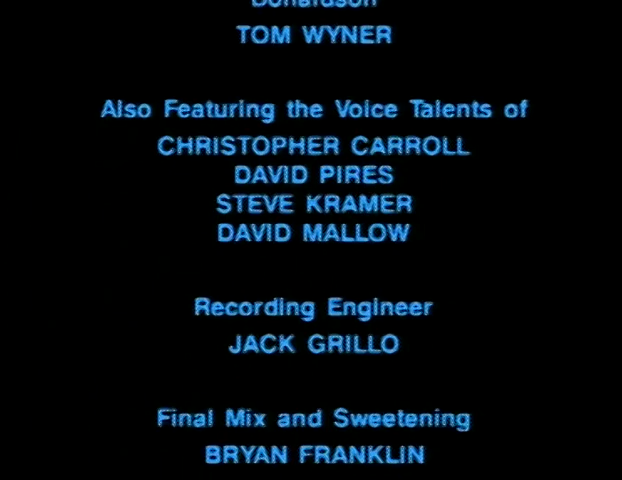 Donaldson
TOM WYNER
Also Featuring the Voice Talents of
CHRISTOPHER CARROLL
DAVID PIRES
STEVE KRAMER
DAVID MALLOW
Recording Engineer
JACK GRILLO
Final Mix and Sweetening
BRYAN FRANKLIN